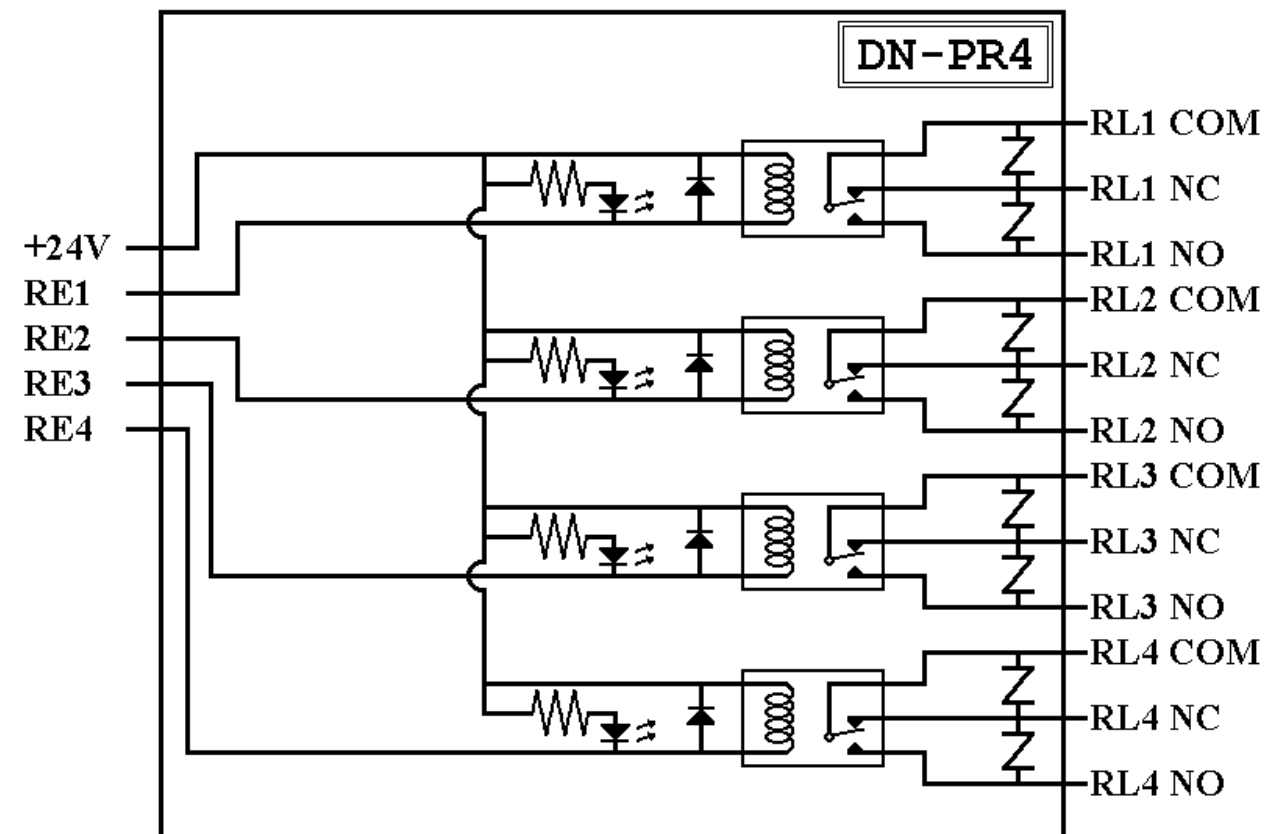 DN-PR4
+24V
RE1
RE2
RE3
RE4
RL1 COM
RL1 NC
RL1 NO
RL2 COM
RL2 NC
RL2 NO
RL3 COM
RL3 NC
RL3 NO
RL4 COM
RL4 NC
RL4 NO